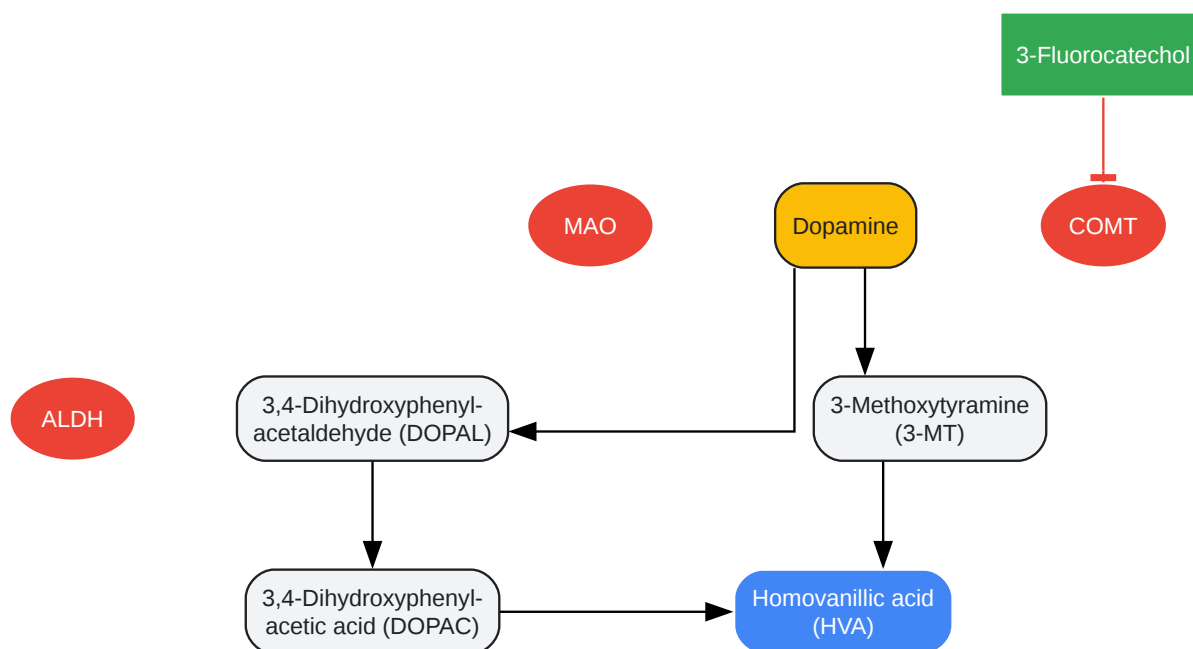 3-Fluorocatechol
MAO
Dopamine
COMT
ALDH
3,4-Dihydroxyphenyl-
acetaldehyde (DOPAL)
3-Methoxytyramine
(3-MT)
3,4-Dihydroxyphenyl-
acetic acid (DOPAC)
Homovanillic acid
(HVA)